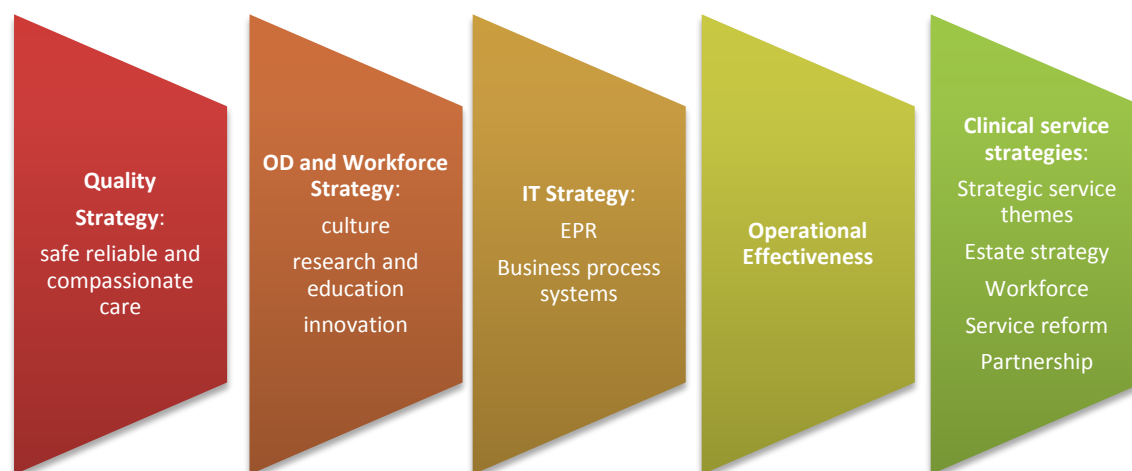 Quality
Strategy:
safe reliable and
compassionate
care
OD and Workforce
Strategy:
culture
research and
education
innovation
IT Strategy:
EPR
Business process
systems
Operational
Effectiveness
Clinical service
strategies:
Strategic service
themes
Estate strategy
Workforce
Service reform
Partnership